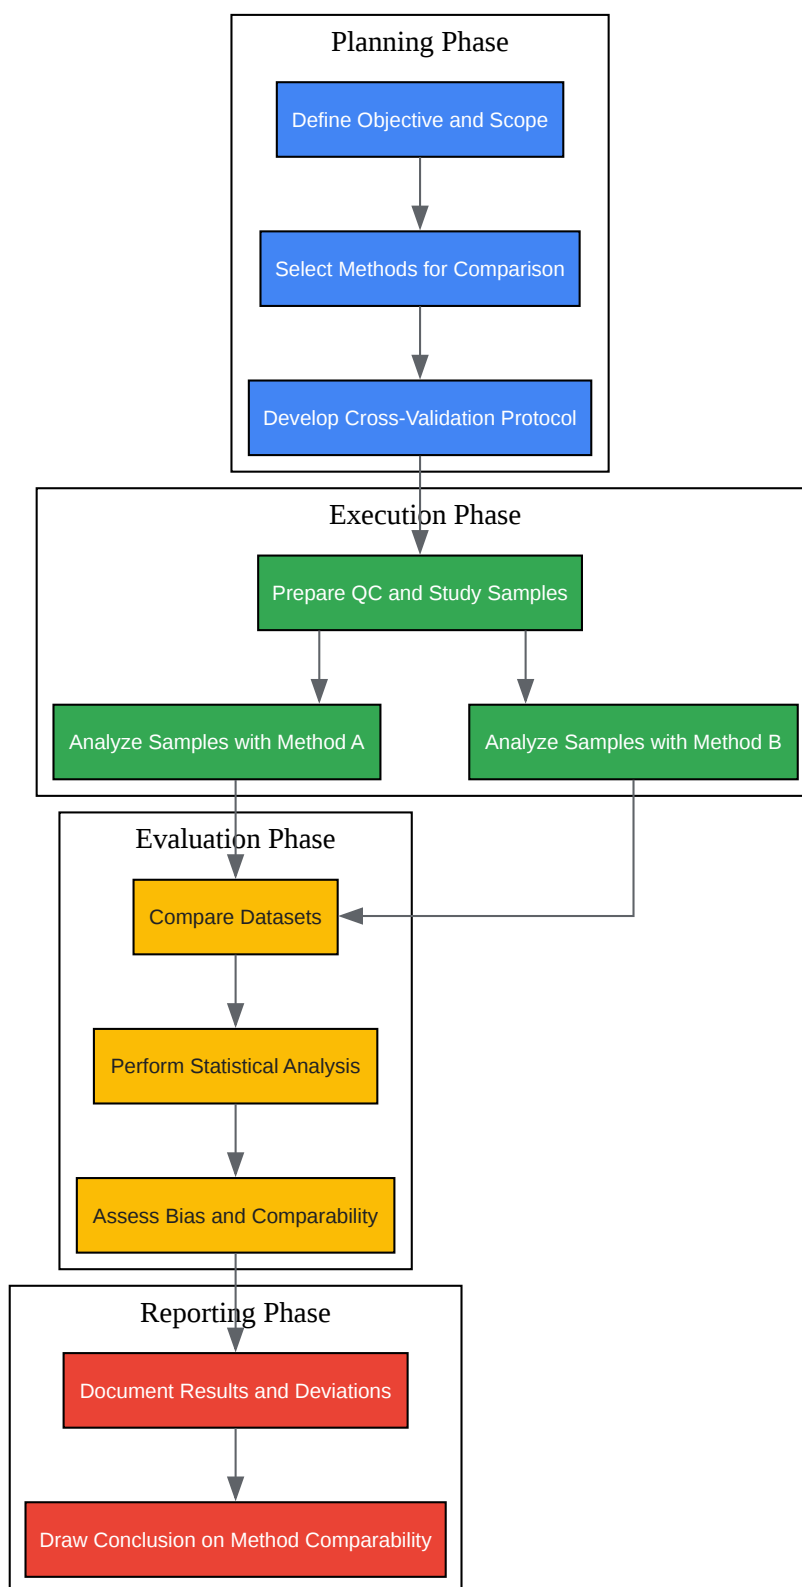 Planning Phase
Define Objective and Scope
Select Methods for Comparison
Develop Cross-Validation Protocol
Execution Phase
Prepare QC and Study Samples
Analyze Samples with Method A
Analyze Samples with Method B
Evaluation Phase
Compare Datasets
Perform Statistical Analysis
Assess Bias and Comparability
Reporting Phase
Document Results and Deviations
Draw Conclusion on Method Comparability